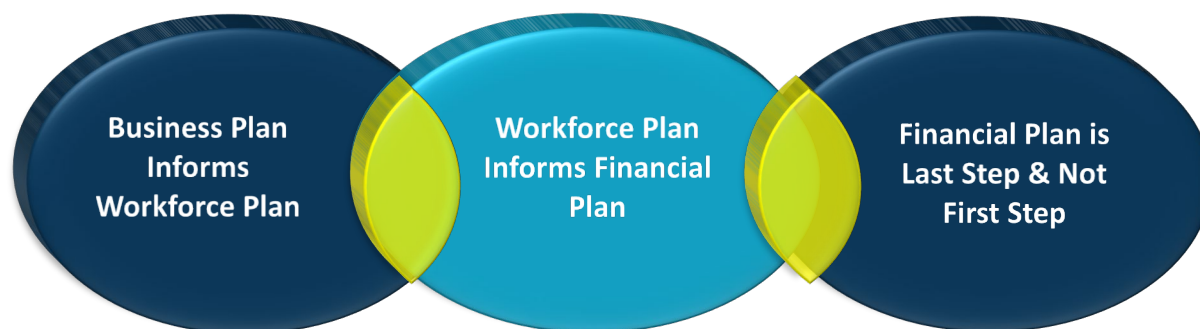 Business Plan
Informs
Workforce Plan
Workforce Plan
Informs Financial
Plan
Financial Plan is
Last Step & Not
First Step